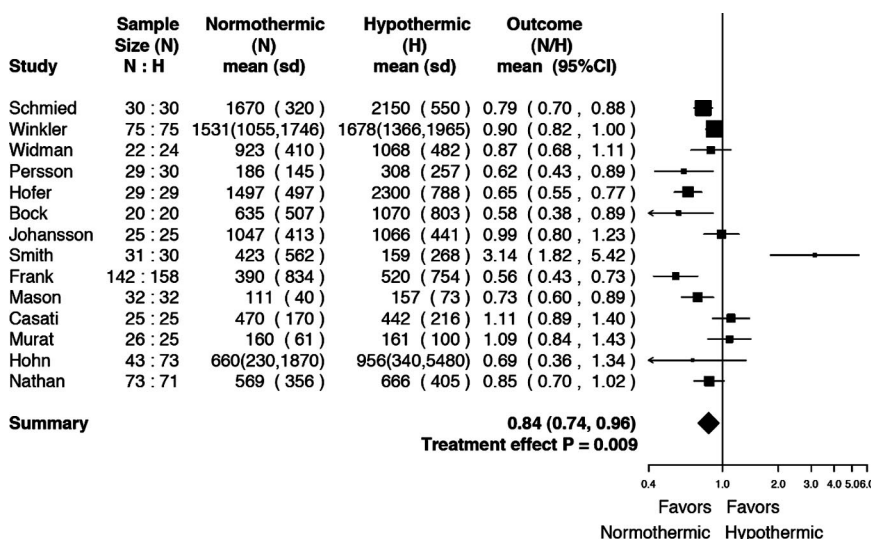 Sample Normothermic Hypothermic Outcome
Size (N) (N) (H) (N/H)
Study N : H mean (sd) mean (sd) mean (95%CI)
Schmied 30 : 30 1670 ( 320 ) 2150 ( 550 ) 0.79 ( 0.70 , 0.88 )
Winkler 75 : 75 1531(1055,1746) 1678(1366,1965) 0.90 ( 0.82 , 1.00 )
Widman 22 : 24 923 ( 410 ) 1068 ( 482 ) 0.87 ( 0.68 , 1.11 )
Persson 29 : 30 186 ( 145 ) 308 ( 257 ) 0.62 ( 0.43 , 0.89 )
Hofer 29 : 29 1497 ( 497 ) 2300 ( 788 ) 0.65 ( 0.55 , 0.77 )
Bock 20 : 20 635 ( 507 ) 1070 ( 803 ) 0.58 ( 0.38 , 0.89 )
Johansson 25 : 25 1047 ( 413 ) 1066 ( 441 ) 0.99 ( 0.80 , 1.23 )
Smith 31 : 30 423 ( 562 ) 159 ( 268 ) 3.14 ( 1.82 , 5.42 )
Frank 142 : 158 390 ( 834 ) 520 ( 754 ) 0.56 ( 0.43 , 0.73 )
Mason 32 : 32 111 ( 40 ) 157 ( 73 ) 0.73 ( 0.60 , 0.89 )
Casati 25 : 25 470 ( 170 ) 442 ( 216 ) 1.11 ( 0.89 , 1.40 )
Murat 26 : 25 160 ( 61 ) 161 ( 100 ) 1.09 ( 0.84 , 1.43 )
Hohn 43 : 73 660(230,1870) 956(340,5480) 0.69 ( 0.36 , 1.34 )
Nathan 73 : 71 569 ( 356 ) 666 ( 405 ) 0.85 ( 0.70 , 1.02 )
Summary 0.84 (0.74, 0.96)
Treatment effect P = 0.009
0.4 1.0 2.0 3.0 4.0 5.0 6.0
Favors Favors
Normothermic Hypothermic